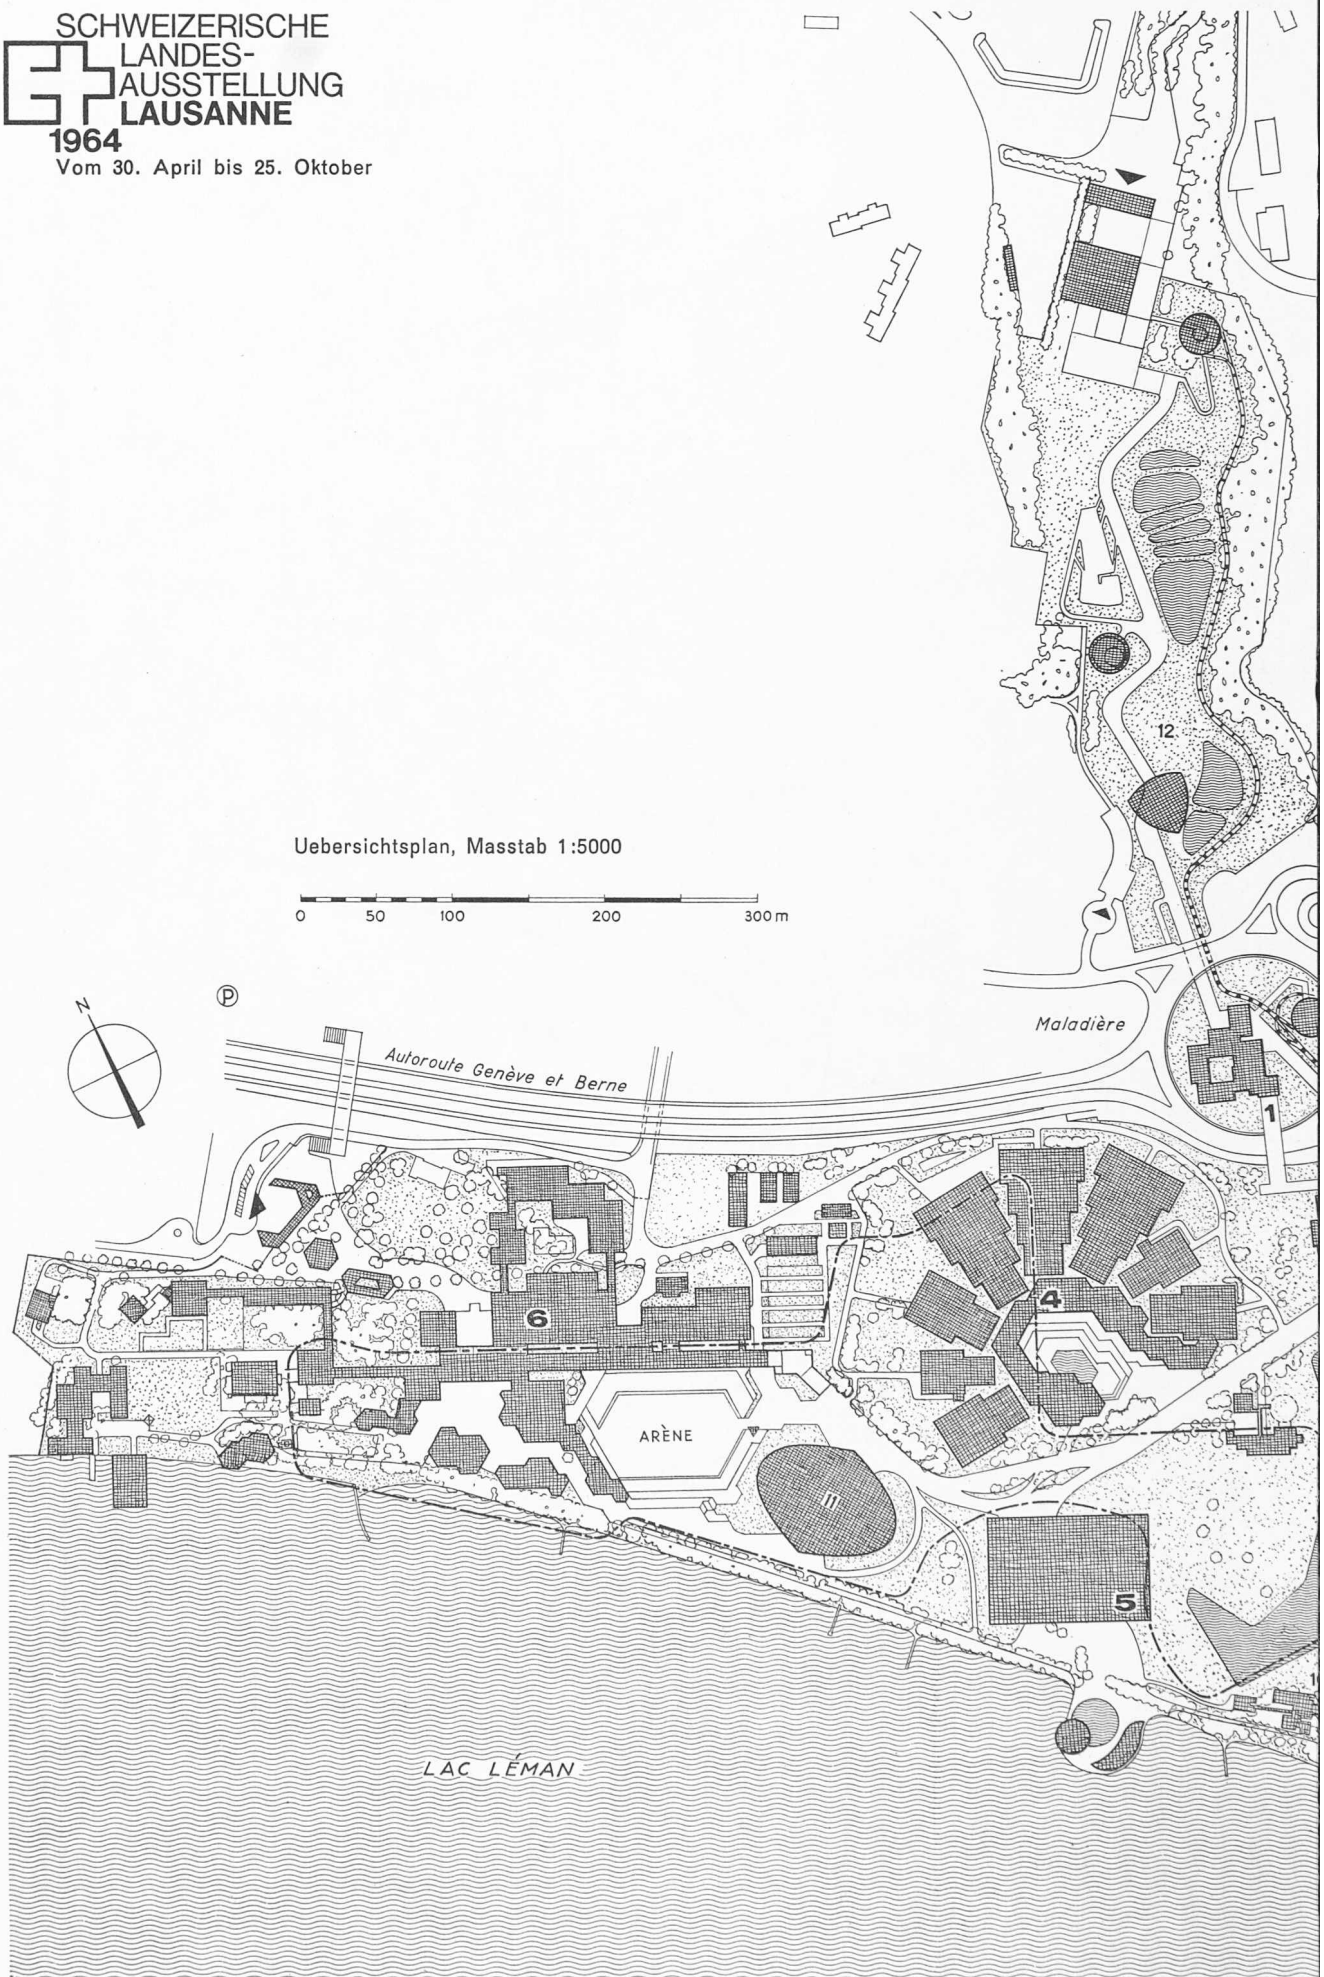 SCHWEIZERISCHE
LANDES-
AUSSTELLUNG
LAUSANNE
1964
Vom 30. April bis 25. Oktober
12
Uebersichtsplan, Masstab 1:5000
0 50 100 200 300 m
N
P
Maladière
Autoroute Genève et Berne
1
4
6
ARÈNE
11
5
LAC LÉMAN